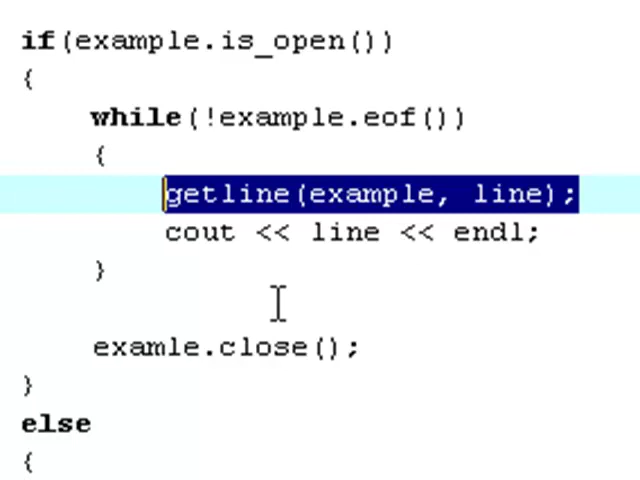 if(example.is_open())
{
while(!example.eof())
{
getline(example, line);
cout << line << endl;
}
examle.close();
}
else
{